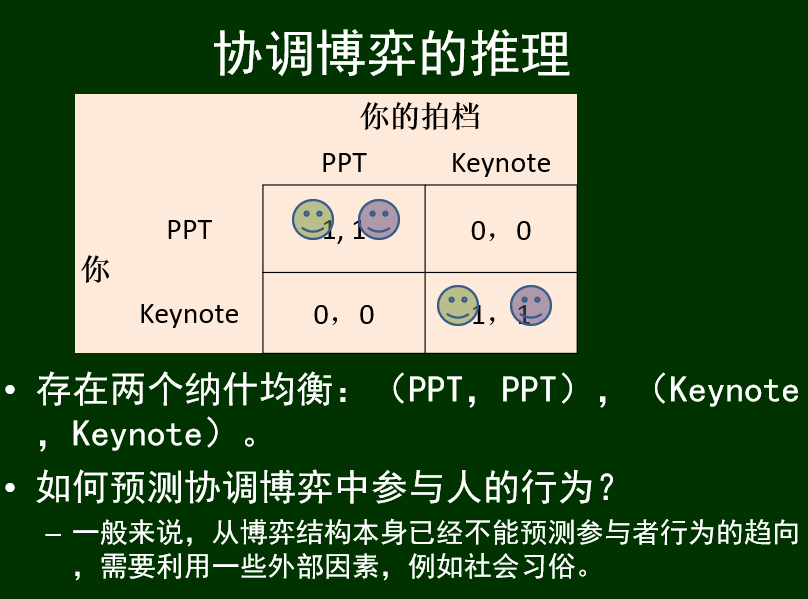 协调博弈的推理
你的拍档
PPT Keynote
PPT 1, 1 0，0
你
Keynote 0，0 1，1
• 存在两个纳什均衡：（PPT，PPT），（Keynote
，Keynote）。
• 如何预测协调博弈中参与人的行为？
– 一般来说，从博弈结构本身已经不能预测参与者行为的趋向
，需要利用一些外部因素，例如社会习俗。